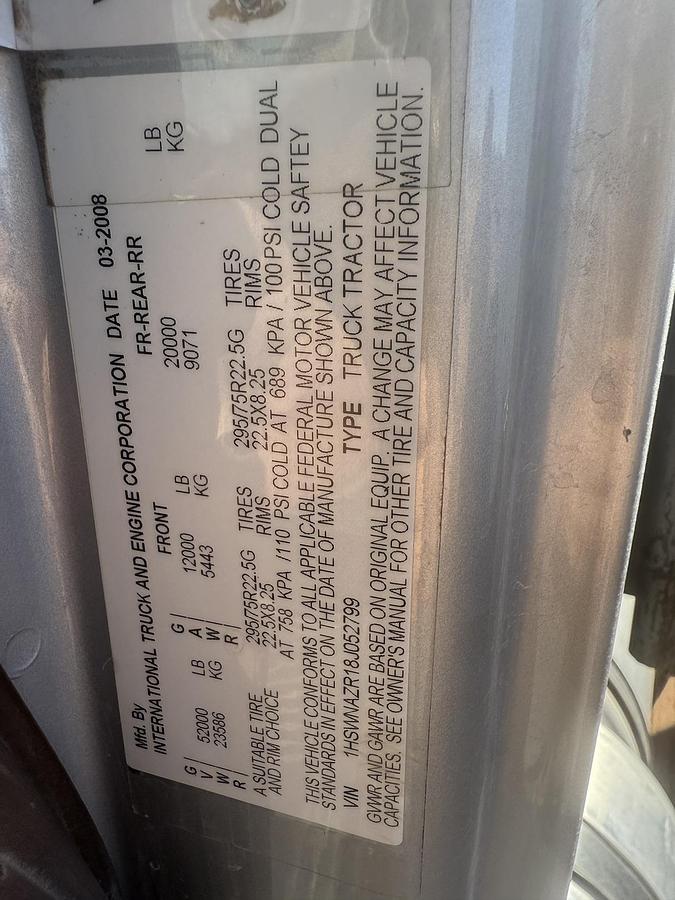 Mfd. By
INTERNATIONAL TRUCK AND ENGINE CORPORATION DATE 03-2008
FRONT FR-REAR-RR
G 52000 LB G 12000 LB 20000 LB
V 23586 KG A 5443 KG 9071 KG
W W
R R
A SUITABLE TIRE 295/75R22.5G TIRES 295/75R22.5G TIRES
AND RIM CHOICE 22.5X8.25 RIMS 22.5X8.25 RIMS
AT 758 KPA /110 PSI COLD AT 689 KPA / 100 PSI COLD DUAL
THIS VEHICLE CONFORMS TO ALL APPLICABLE FEDERAL MOTOR VEHICLE SAFTEY
STANDARDS IN EFFECT ON THE DATE OF MANUFACTURE SHOWN ABOVE.
VIN 1HSMNAZR18J052799 TYPE TRUCK TRACTOR
GVWR AND GAWR ARE BASED ON ORIGINAL EQUIP. A CHANGE MAY AFFECT VEHICLE
CAPACITIES. SEE OWNER'S MANUAL FOR OTHER TIRE AND CAPACITY INFORMATION.